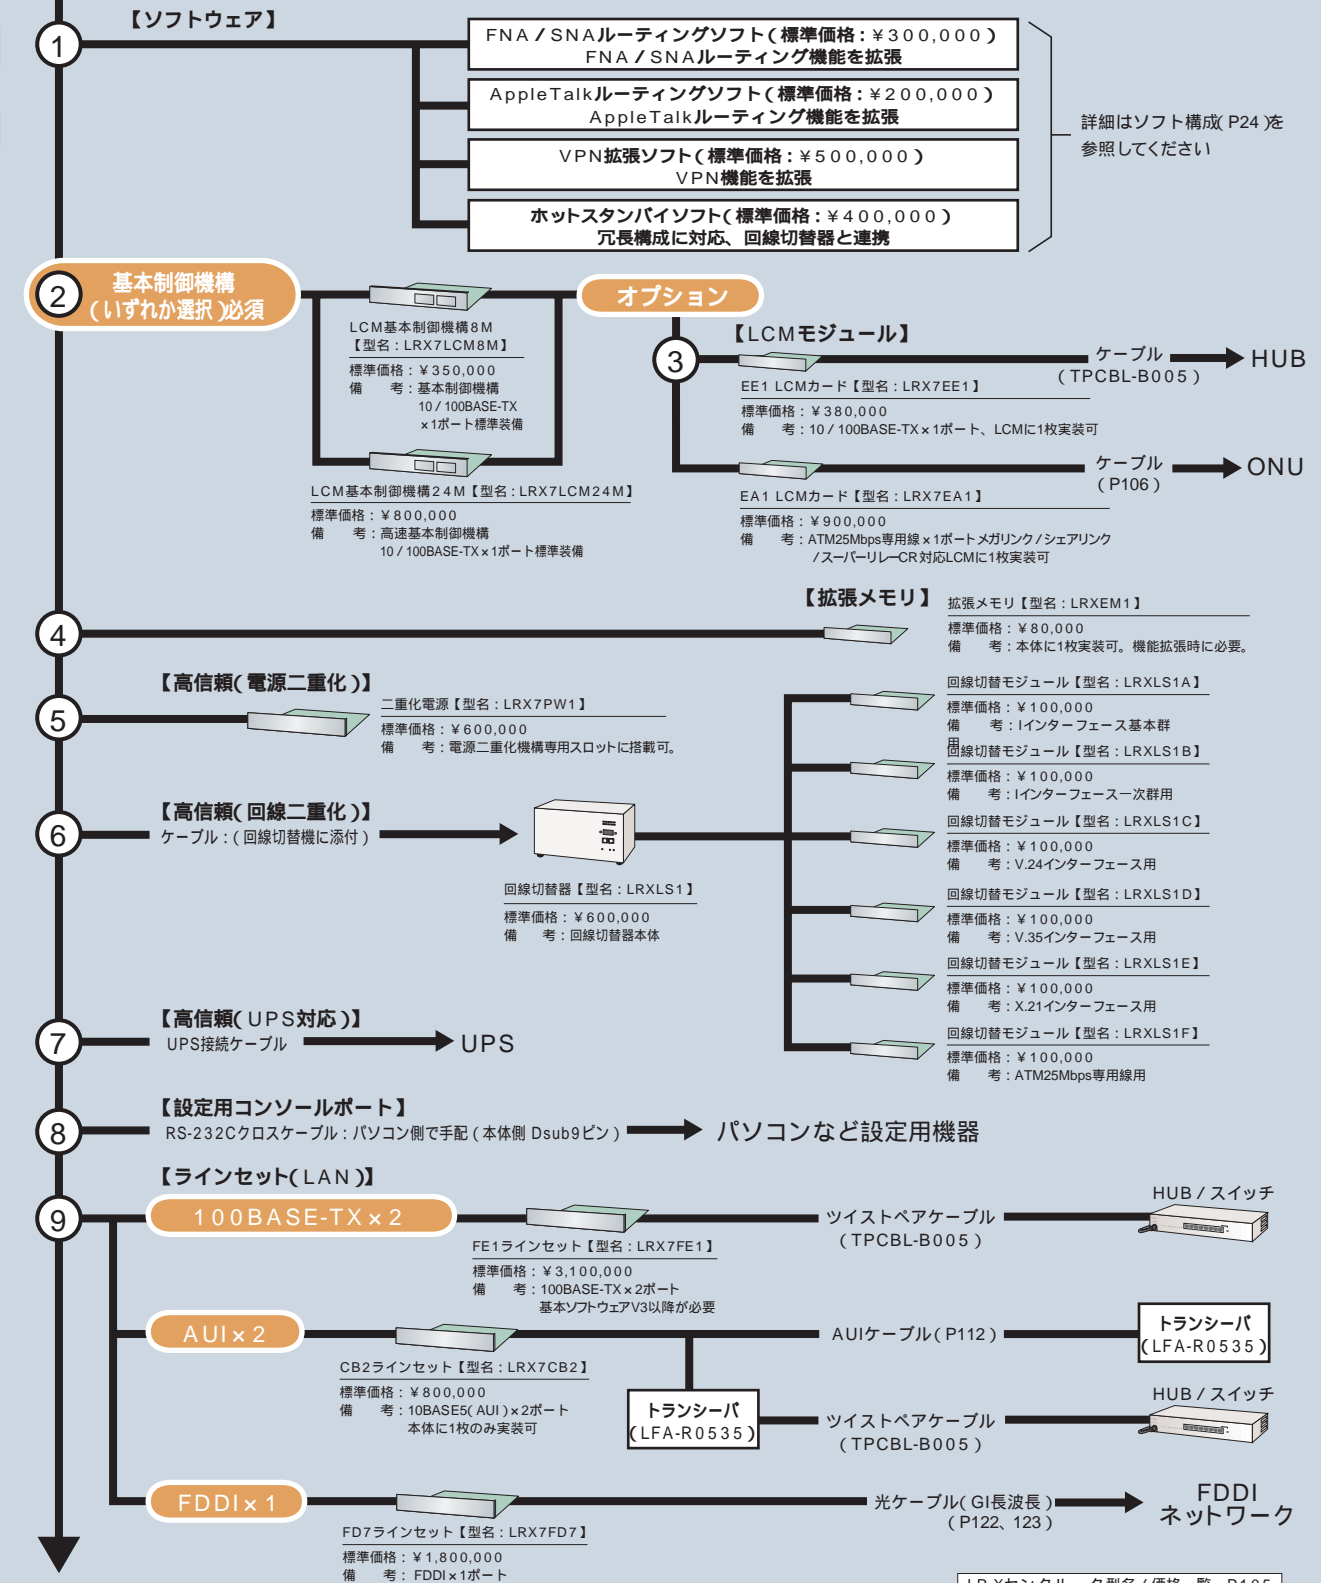 【ソフトウェア】
①
FNA/SNAルーティングソフト(標準価格:¥300,000)
FNA/SNAルーティング機能を拡張
AppleTalkルーティングソフト(標準価格:¥200,000)
AppleTalkルーティング機能を拡張
VPN拡張ソフト(標準価格:¥500,000)
VPN機能を拡張
ホットスタンバイソフト(標準価格:¥400,000)
冗長構成に対応、回線切替器と連携
詳細はソフト構成(P24)を
参照してください
②
基本制御機構
(いずれか選択)必須
LCM基本制御機構8M
【型名:LRX7LCM8M】
標準価格:¥350,000
備 考:基本制御機構
10/100BASE-TX
×1ポート標準装備
LCM基本制御機構24M【型名:LRX7LCM24M】
標準価格:¥800,000
備 考:高速基本制御機構
10/100BASE-TX×1ポート標準装備
オプション
③
【LCMモジュール】
ケーブル
(TPCBL-B005)
HUB
EE1 LCMカード【型名:LRX7EE1】
標準価格:¥380,000
備 考:10/100BASE-TX×1ポート、LCMに1枚実装可
ケーブル
(P106)
ONU
EA1 LCMカード【型名:LRX7EA1】
標準価格:¥900,000
備 考:ATM25Mbps専用線×1ポートメガリンク/シェアリンク
/スーパーリレーCR対応LCMに1枚実装可
④
【拡張メモリ】
拡張メモリ【型名:LRXEM1】
標準価格:¥80,000
備 考:本体に1枚実装可。機能拡張時に必要。
⑤
【高信頼(電源二重化)】
二重化電源【型名:LRX7PW1】
標準価格:¥600,000
備 考:電源二重化機構専用スロットに搭載可。
⑥
【高信頼(回線二重化)】
ケーブル:(回線切替機に添付)
回線切替器【型名:LRXLS1】
標準価格:¥600,000
備 考:回線切替器本体
回線切替モジュール【型名:LRXLS1A】
標準価格:¥100,000
備 考:Iインターフェース基本群
用
回線切替モジュール【型名:LRXLS1B】
標準価格:¥100,000
備 考:Iインターフェース一次群用
回線切替モジュール【型名:LRXLS1C】
標準価格:¥100,000
備 考:V.24インターフェース用
回線切替モジュール【型名:LRXLS1D】
標準価格:¥100,000
備 考:V.35インターフェース用
回線切替モジュール【型名:LRXLS1E】
標準価格:¥100,000
備 考:X.21インターフェース用
回線切替モジュール【型名:LRXLS1F】
標準価格:¥100,000
備 考:ATM25Mbps専用線用
⑦
【高信頼(UPS対応)】
UPS接続ケーブル
UPS
⑧
【設定用コンソールポート】
RS-232Cクロスケーブル:パソコン側で手配(本体側 Dsub9ピン)
パソコンなど設定用機器
⑨
【ラインセット(LAN)】
100BASE-TX×2
FE1ラインセット【型名:LRX7FE1】
標準価格:¥3,100,000
備 考:100BASE-TX×2ポート
基本ソフトウェアV3以降が必要
ツイストペアケーブル
(TPCBL-B005)
HUB/スイッチ
AUI×2
CB2ラインセット【型名:LRX7CB2】
標準価格:¥800,000
備 考:10BASE5(AUI)×2ポート
本体に1枚のみ実装可
AUIケーブル(P112)
トランシーバ
(LFA-R0535)
トランシーバ
(LFA-R0535)
ツイストペアケーブル
(TPCBL-B005)
HUB/スイッチ
FDDI×1
FD7ラインセット【型名:LRX7FD7】
標準価格:¥1,800,000
備 考:FDDI×1ポート
光ケーブル(GI長波長)
(P122、123)
FDDI
ネットワーク